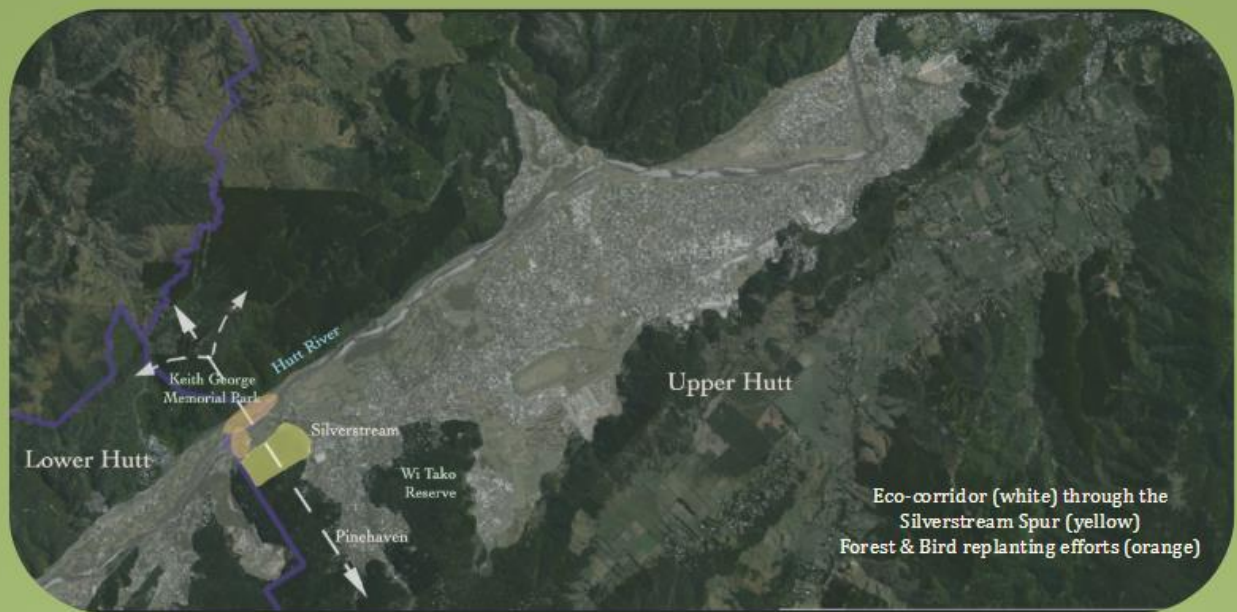 Hutt River
Keith George
Memorial Park
Upper Hutt
Silverstream
Lower Hutt
Wi Tako
Reserve
Pinehaven
Eco-corridor (white) through the
Silverstream Spur (yellow)
Forest & Bird replanting efforts (orange)